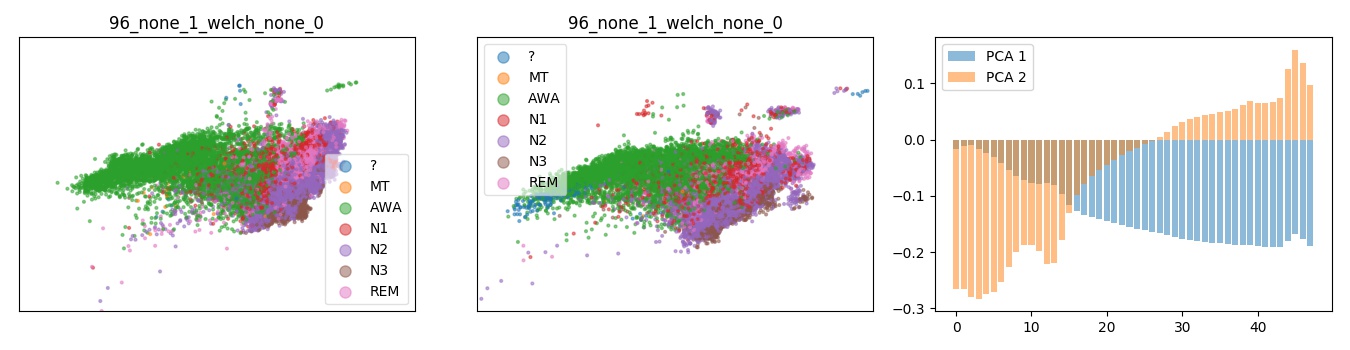 96_none_1_welch_none_0
?
MT
AWA
N1
N2
N3
REM
96_none_1_welch_none_0
?
MT
AWA
N1
N2
N3
REM
PCA 1
PCA 2
0.1
0.0
−0.1
−0.2
−0.3
0 10 20 30 40